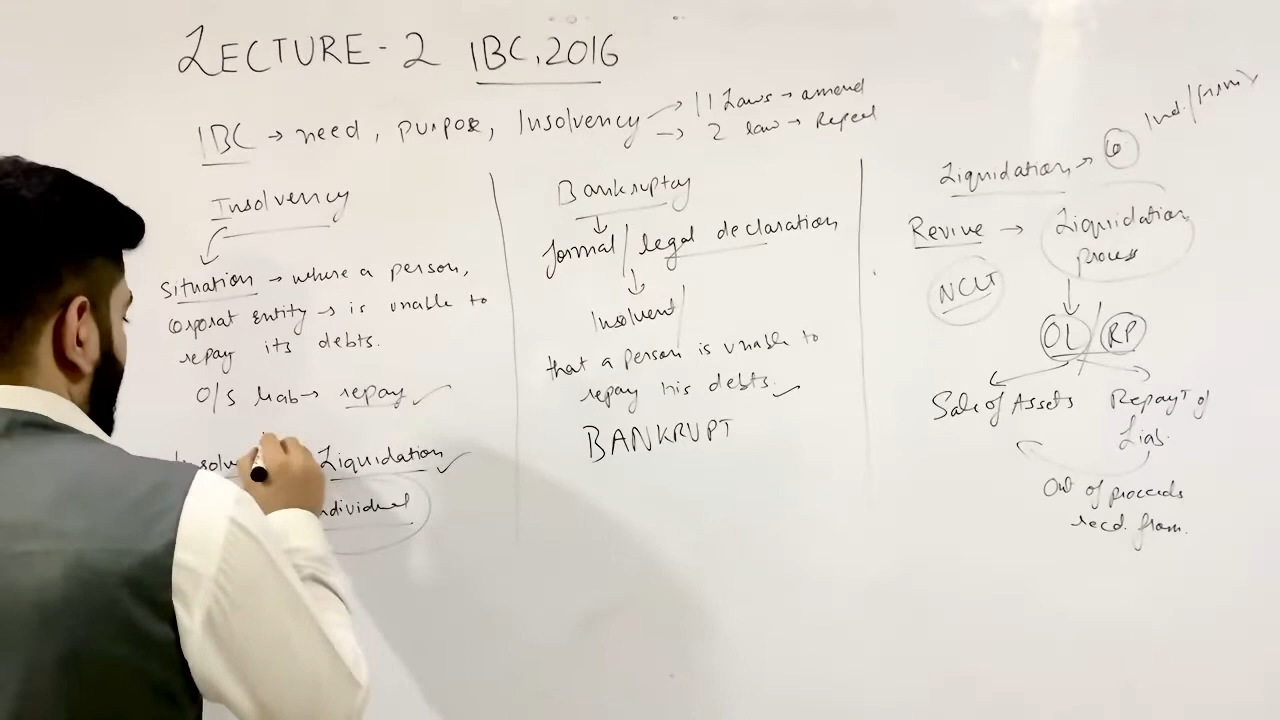 LECTURE - 2 IBC, 2016
IBC → need, purpose, Insolvency → 11 Laws → amend
→ 2 law → Repeal
Insolvency
Situation → where a person,
corporat Entity → is unable to
repay its debts.
O/S liab → repay ✓
Insolv Liquidation ✓
ndividual
Bankruptcy
formal / legal declaration
Insolvent
that a person is unable to
repay his debts. ✓
BANKRUPT
Liquidation → Co. Ind. / Firm
Revive → Liquidation
process
NCLT
OL / RP
Sale of Assets Repayt of
Liab.
Out of proceeds
recd. from.